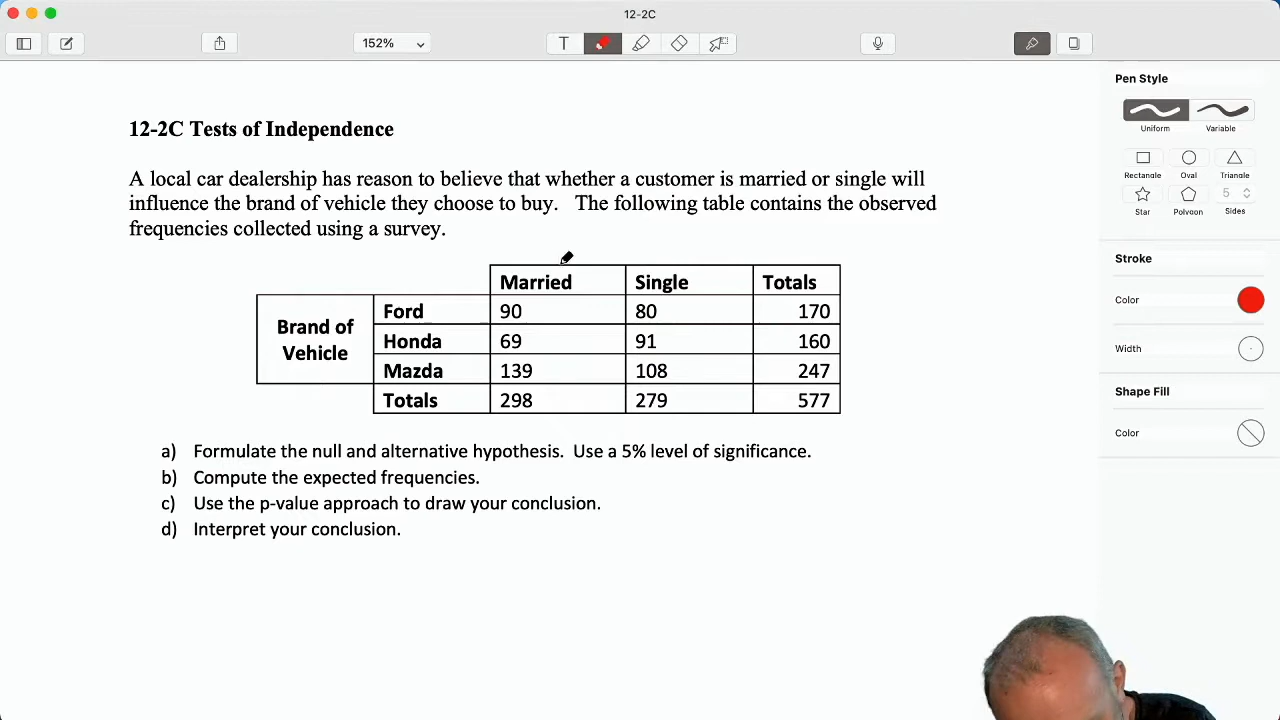 12-2C
152%
T
Pen Style
Uniform Variable
Rectangle Oval Triangle
5
Star Polygon Sides
Stroke
Color
Width
Shape Fill
Color
12-2C Tests of Independence
A local car dealership has reason to believe that whether a customer is married or single will
influence the brand of vehicle they choose to buy. The following table contains the observed
frequencies collected using a survey.
Married Single Totals
Brand of Vehicle Ford 90 80 170
Honda 69 91 160
Mazda 139 108 247
Totals 298 279 577
a) Formulate the null and alternative hypothesis. Use a 5% level of significance.
b) Compute the expected frequencies.
c) Use the p-value approach to draw your conclusion.
d) Interpret your conclusion.